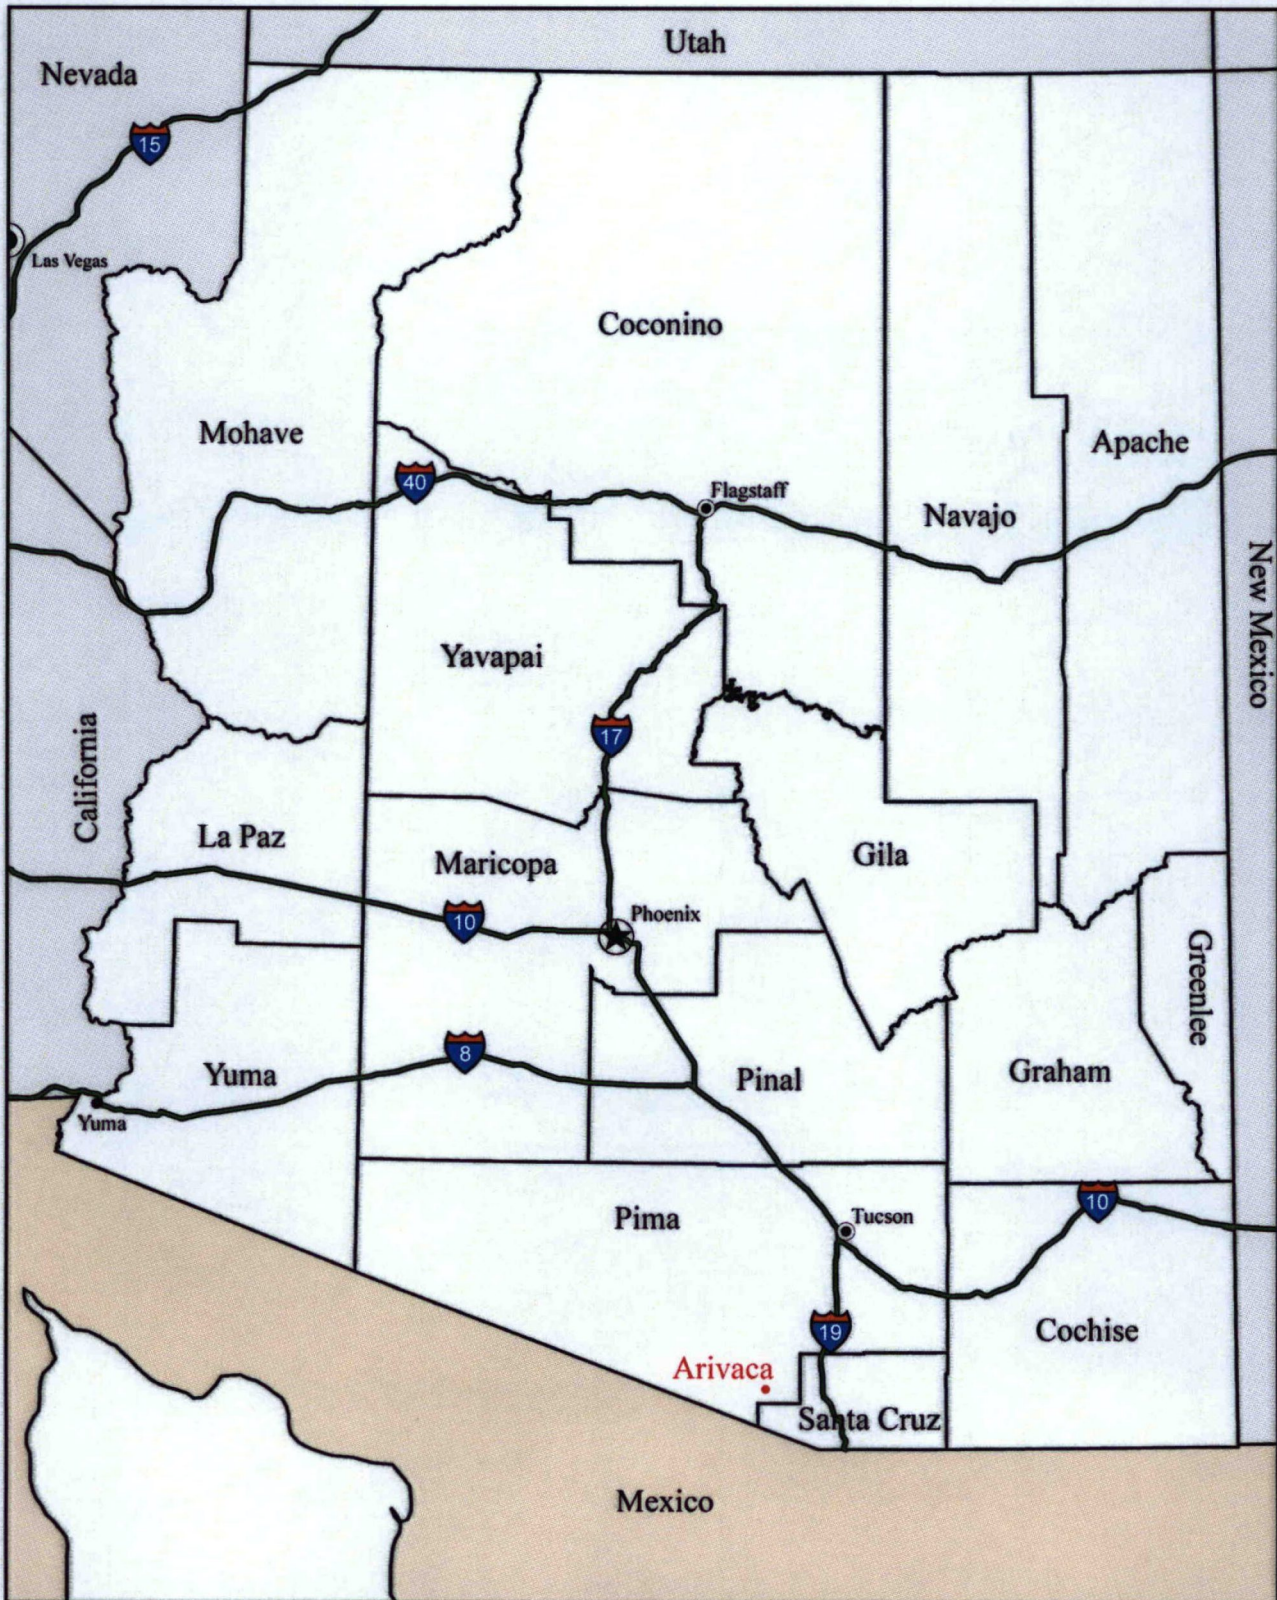 Utah
Nevada
15
Las Vegas
Coconino
Mohave
Apache
40
Flagstaff
Navajo
New Mexico
Yavapai
17
California
La Paz
Maricopa
Gila
10
Phoenix
Greenlee
8
Yuma
Pinal
Graham
Yuma
10
Pima
Tucson
19
Cochise
Arivaca
Santa Cruz
Mexico